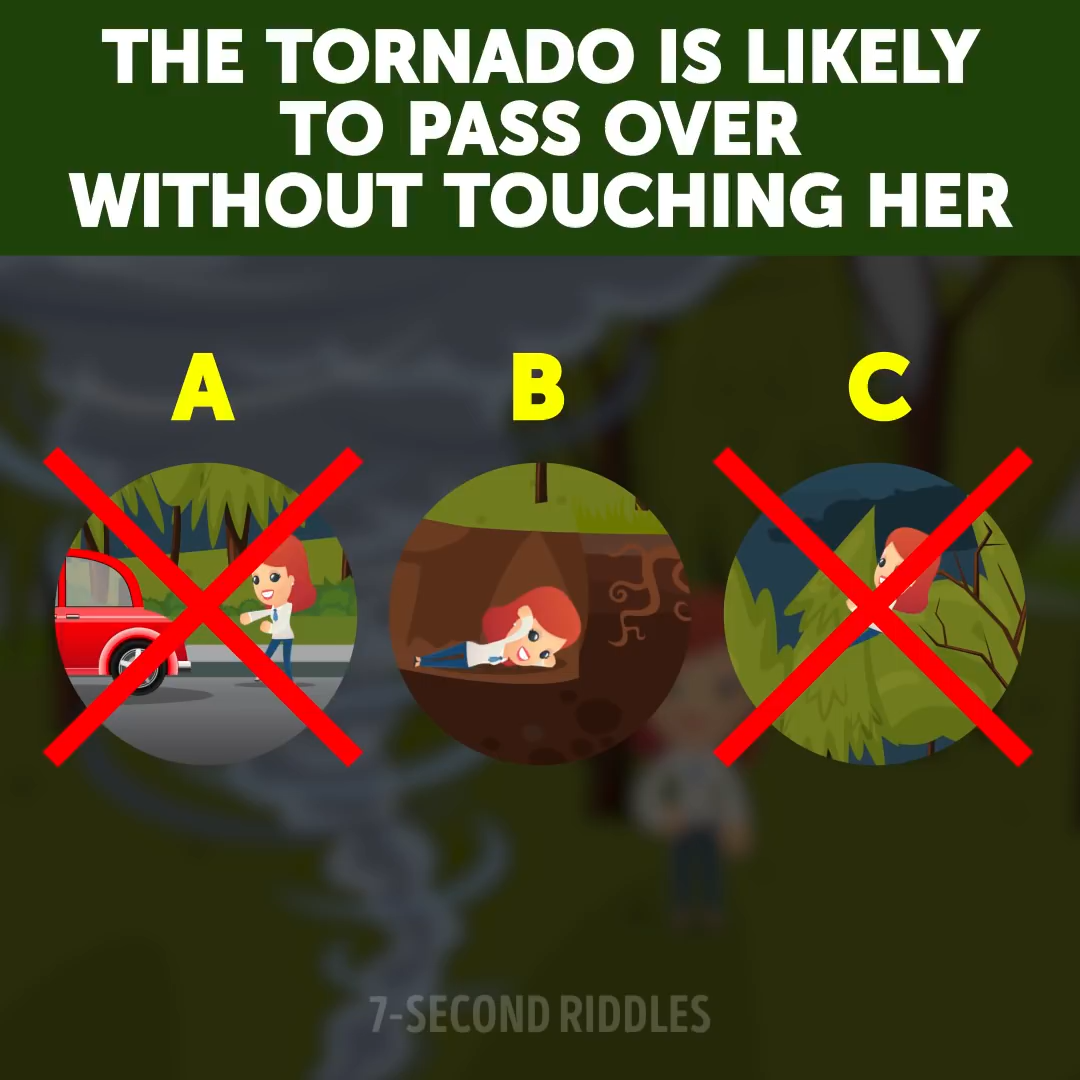 THE TORNADO IS LIKELY
TO PASS OVER
WITHOUT TOUCHING HER
A B C
7-SECOND RIDDLES